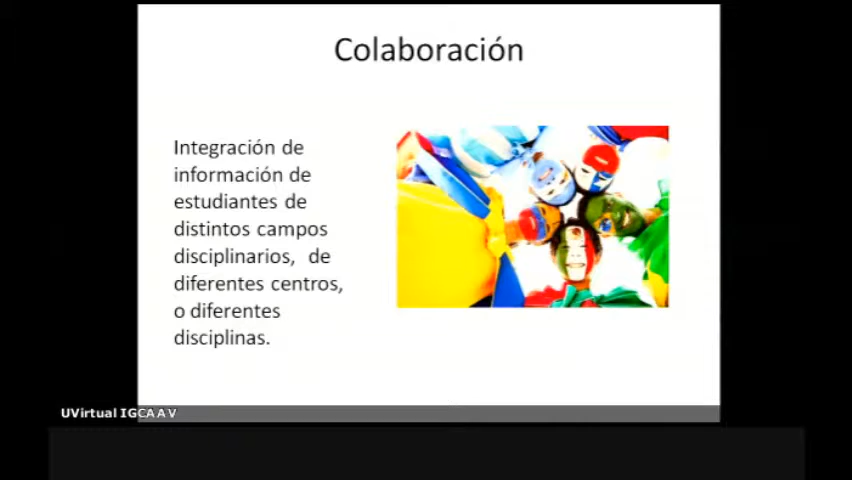 Colaboración
Integración de
información de
estudiantes de
distintos campos
disciplinarios, de
diferentes centros,
o diferentes
disciplinas.
UVirtual IGCAAV